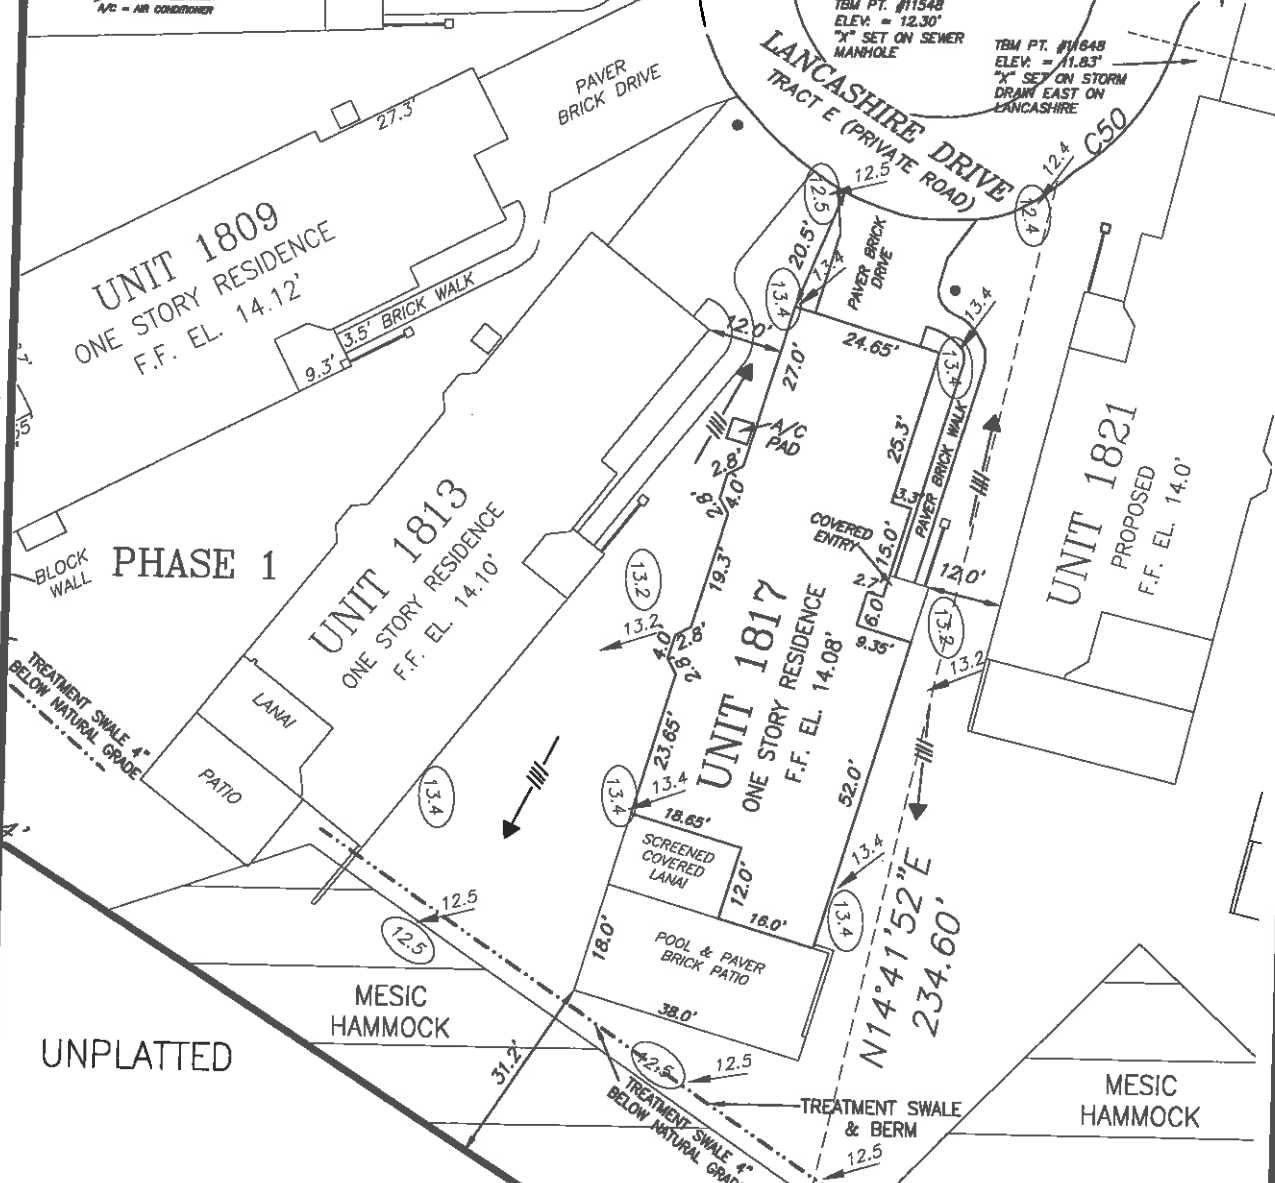 A/C = AIR CONDITIONER
TBM PT. #11548
ELEV: = 12.30'
"X" SET ON SEWER
MANHOLE
TBM PT. #11648
ELEV: = 11.83'
"X" SET ON STORM
DRAIN EAST ON
LANCASHIRE
LANCASHIRE DRIVE
TRACT E (PRIVATE ROAD)
C50
12.4
12.4
12.5
12.5
PAVER
BRICK DRIVE
27.3'
UNIT 1809
ONE STORY RESIDENCE
F.F. EL. 14.12'
3.5' BRICK WALK
9.3'
20.5'
13.4
13.4
PAVER BRICK
DRIVE
12.0'
27.0'
24.65'
13.4
13.4
25.3'
PAVER BRICK WALK
3.3'
A/C
PAD
2.8'
4.0'
2.8'
COVERED
ENTRY
15.0'
2.7'
6.0'
9.35'
12.0'
UNIT 1821
PROPOSED
F.F. EL. 14.0'
BLOCK
WALL
PHASE 1
UNIT 1813
ONE STORY RESIDENCE
F.F. EL. 14.10'
13.2
13.2
19.3'
2.8'
4.0'
2.8'
UNIT 1817
ONE STORY RESIDENCE
F.F. EL. 14.08'
13.2
13.2
TREATMENT SWALE 4"
BELOW NATURAL GRADE
LANAI
PATIO
23.65'
13.4
13.4
13.4
18.65'
SCREENED
COVERED
LANAI
12.0'
16.0'
52.0'
13.4
13.4
N14°41'52"E
234.60'
12.5
12.5
18.0'
POOL & PAVER
BRICK PATIO
38.0'
MESIC
HAMMOCK
UNPLATTED
31.2'
12.5
12.5
TREATMENT SWALE 4"
BELOW NATURAL GRADE
TREATMENT SWALE
& BERM
12.5
MESIC
HAMMOCK